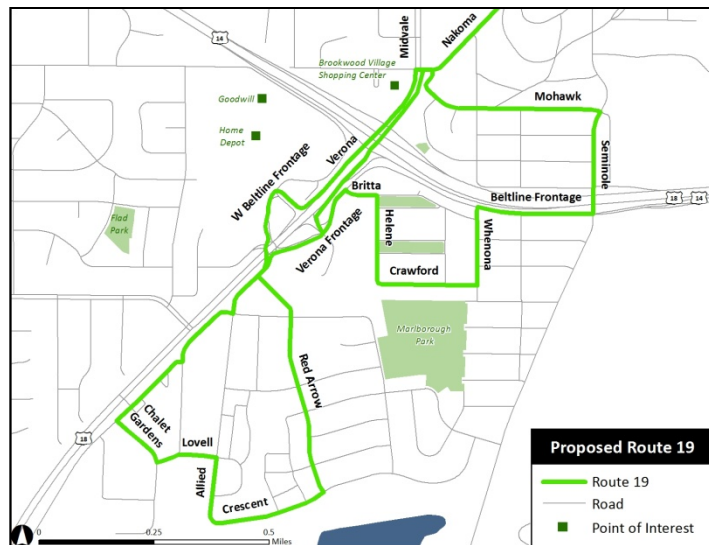 14
Midvale
Nakoma
Brookwood Village
Shopping Center
Goodwill
Mohawk
Home
Depot
Verona
W Beltline Frontage
Seminole
Britta
Beltline Frontage
18
14
Flad
Park
Helene
Whenona
Verona Frontage
Crawford
Marlborough
Park
Red Arrow
Chalet
Gardens
18
Lovell
Allied
Crescent
0
0.25
0.5
Miles
Proposed Route 19
Route 19
Road
Point of Interest